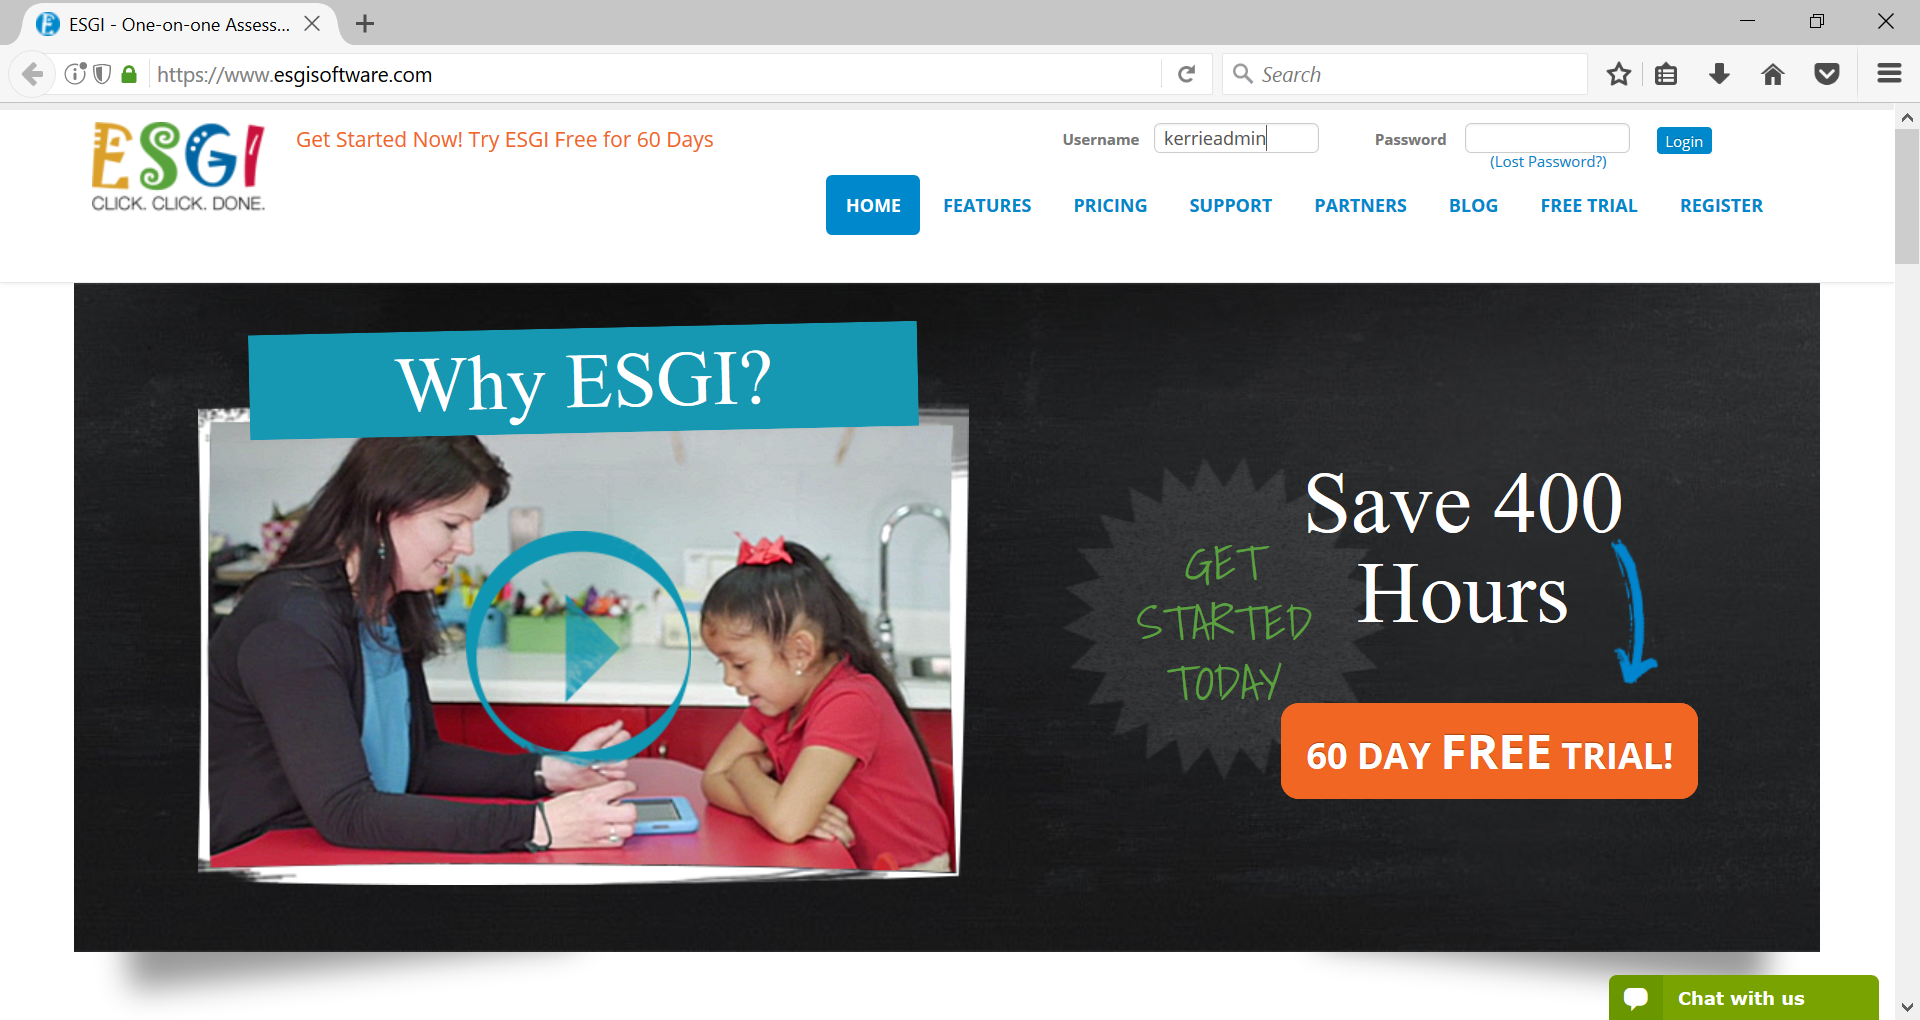 ESGI - One-on-one Assess...
https://www.esgisoftware.com
Search
ESGI
CLICK. CLICK. DONE.
Get Started Now! Try ESGI Free for 60 Days
Username kerrieadmin Password Login
(Lost Password?)
HOME FEATURES PRICING SUPPORT PARTNERS BLOG FREE TRIAL REGISTER
Why ESGI?
GET
STARTED
TODAY
Save 400
Hours
60 DAY FREE TRIAL!
Chat with us